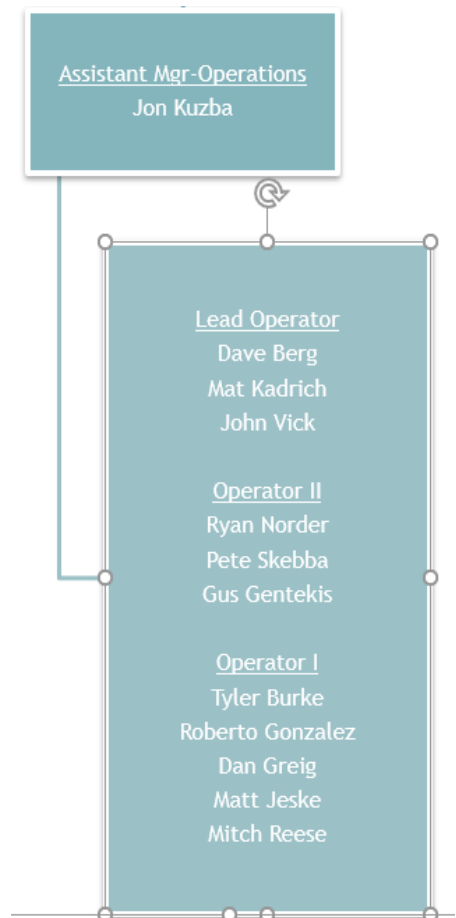 Assistant Mgr-Operations
Jon Kuzba
Lead Operator
Dave Berg
Mat Kadrich
John Vick
Operator II
Ryan Norder
Pete Skebba
Gus Gentekis
Operator I
Tyler Burke
Roberto Gonzalez
Dan Greig
Matt Jeske
Mitch Reese